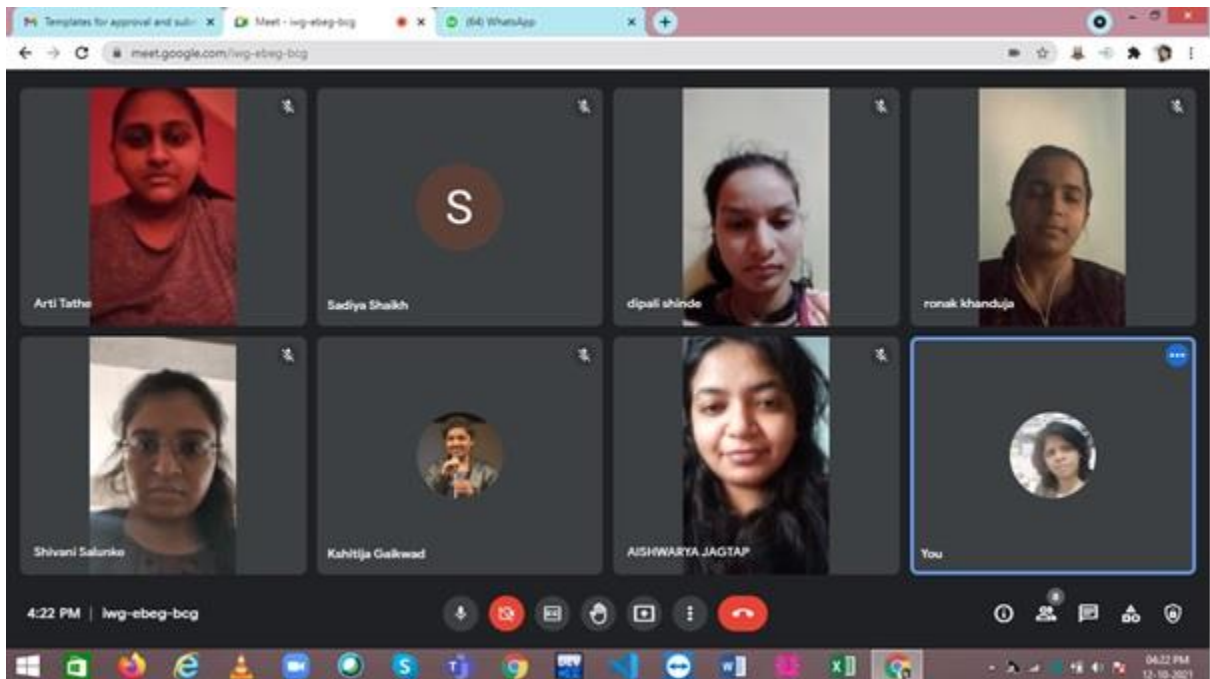 Templates for approval and subm
Meet - iwg-ebeg-bcg
(64) WhatsApp
meet.google.com/iwg-ebeg-bcg
S
Arti Tathe
Sadiya Shaikh
dipali shinde
ronak khanduja
Shivani Salunke
Kshitija Gaikwad
AISHWARYA JAGTAP
You
4:22 PM | iwg-ebeg-bcg
8
DEV
04:22 PM
12-10-2021